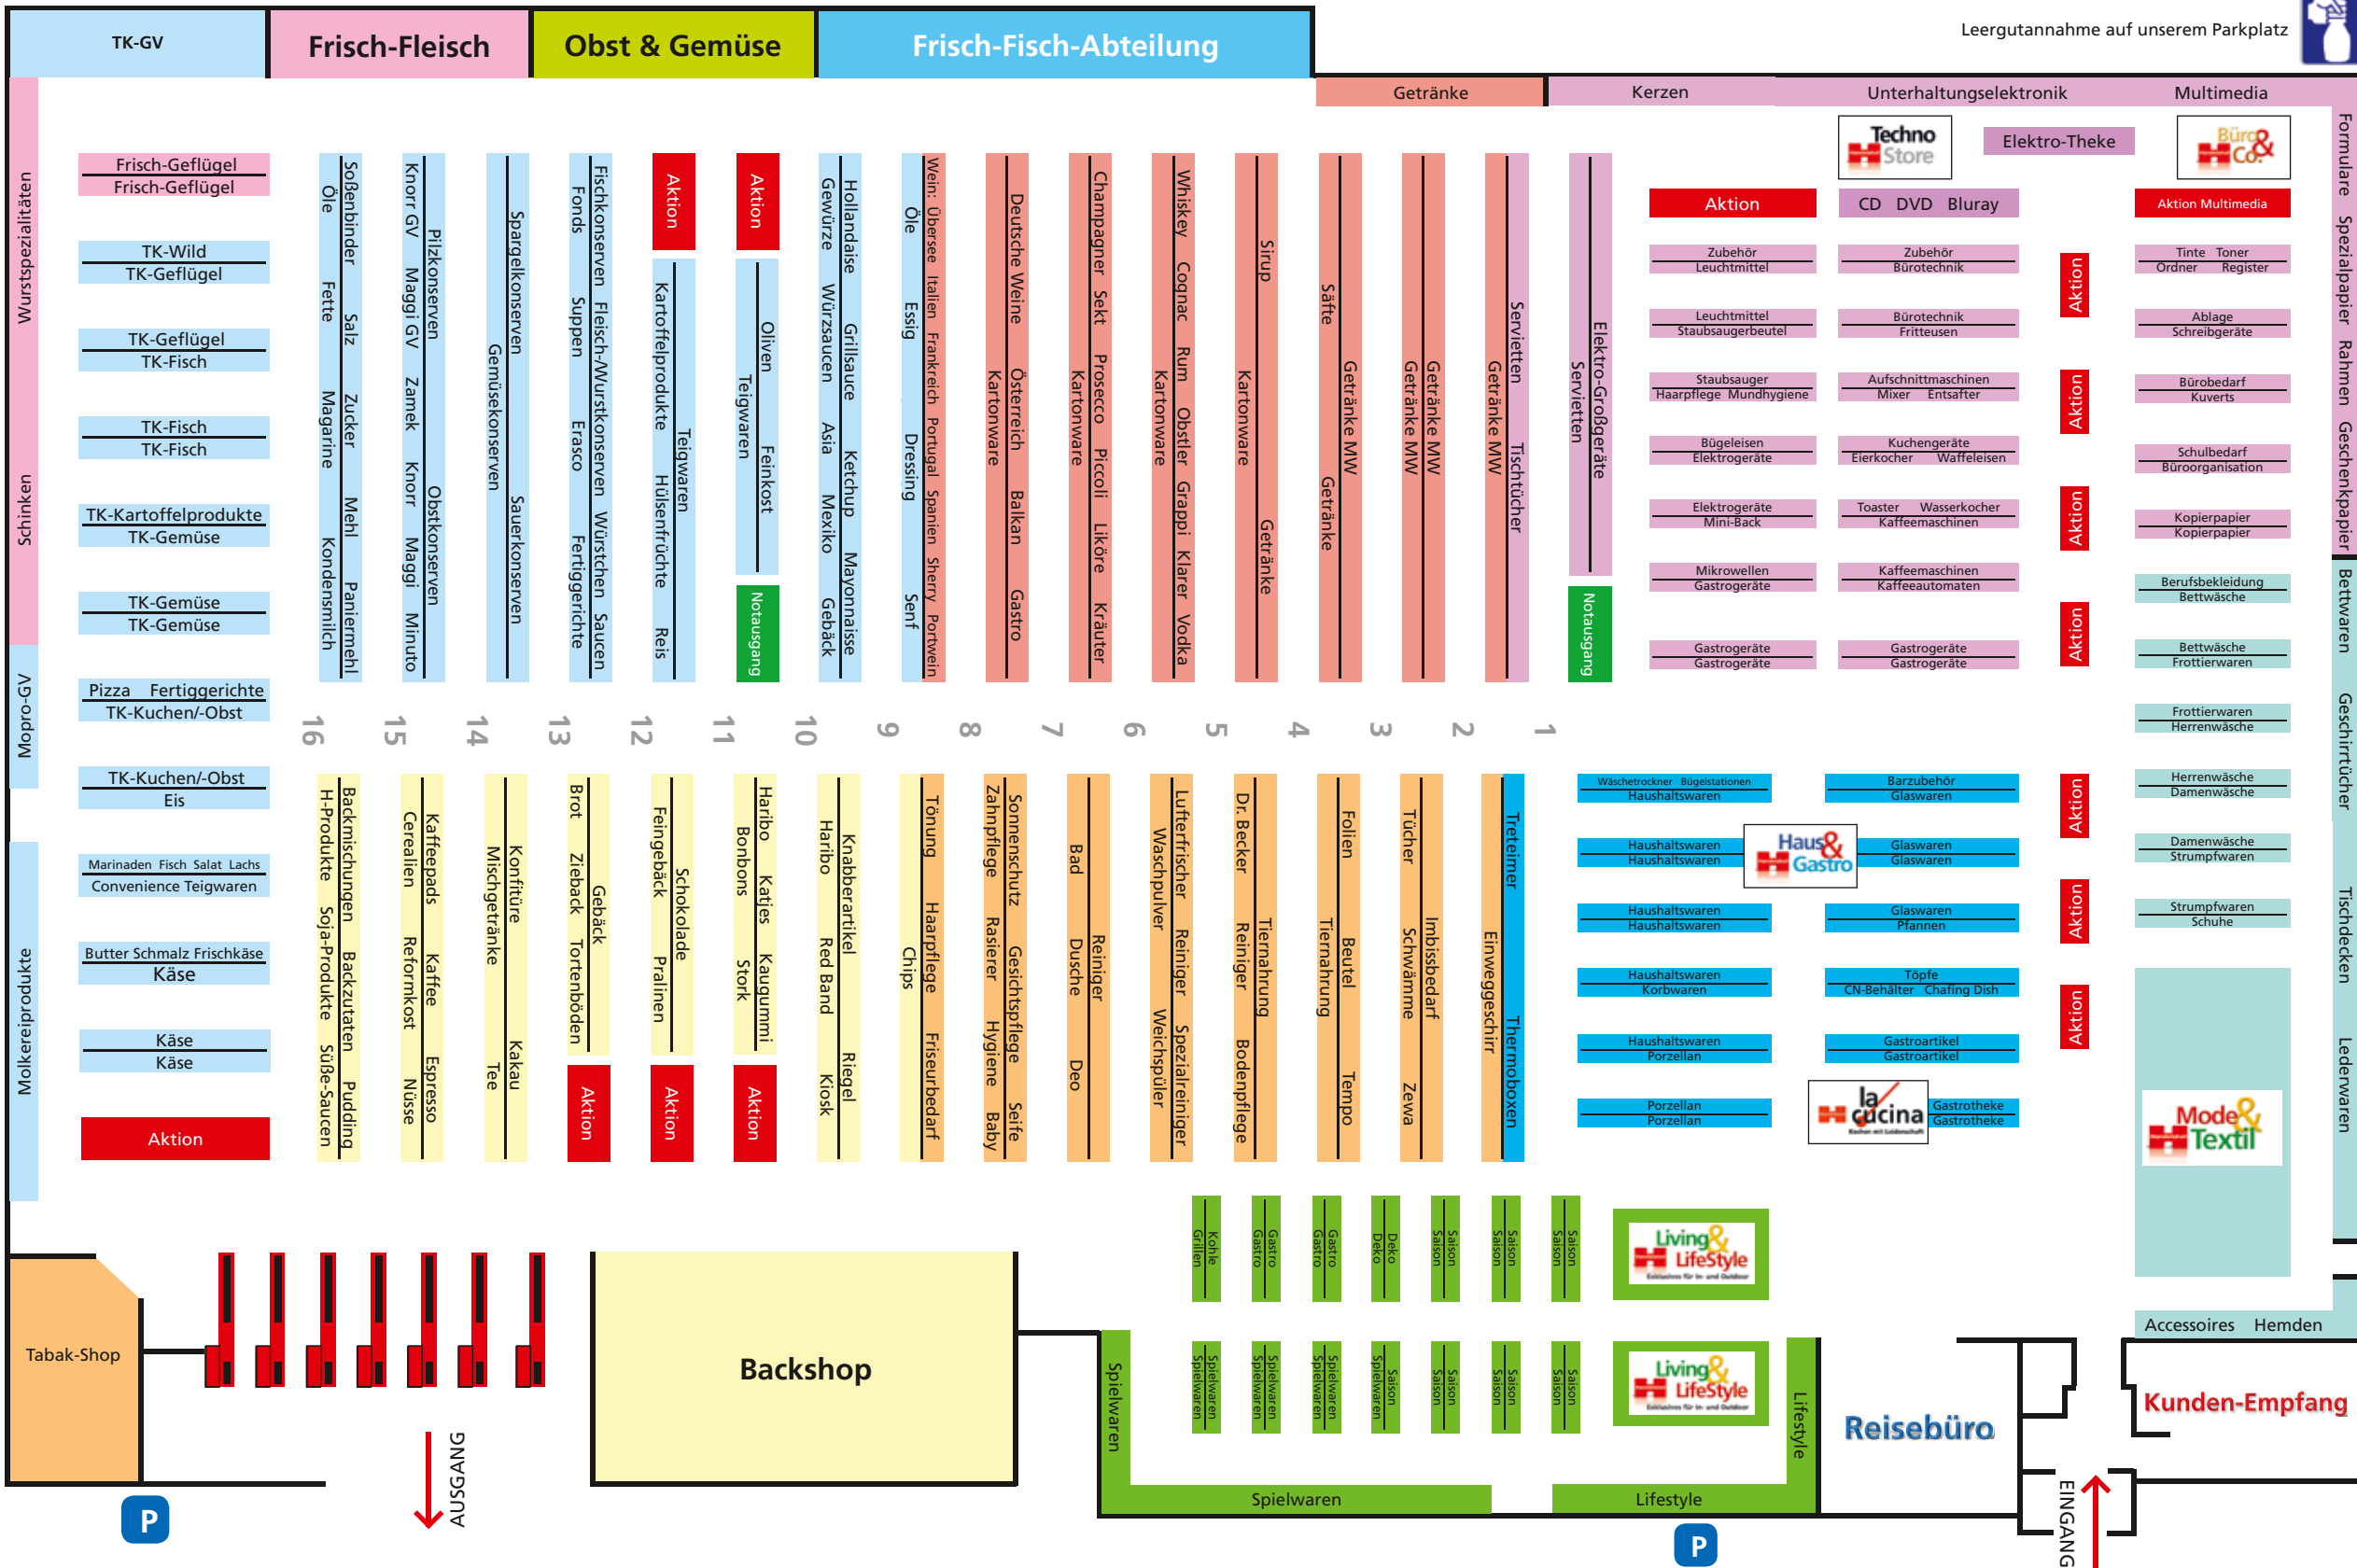 Leergutannahme auf unserem Parkplatz
TK-GV
Frisch-Fleisch
Obst & Gemüse
Frisch-Fisch-Abteilung
Getränke
Kerzen
Unterhaltungselektronik
Multimedia
Wurstspezialitäten
Schinken
Mopro-GV
Molkereiprodukte
Frisch-Geflügel
Frisch-Geflügel
TK-Wild
TK-Geflügel
TK-Geflügel
TK-Fisch
TK-Fisch
TK-Fisch
TK-Kartoffelprodukte
TK-Gemüse
TK-Gemüse
TK-Gemüse
Pizza Fertiggerichte
TK-Kuchen/-Obst
TK-Kuchen/-Obst
Eis
Marinaden Fisch Salat Lachs
Convenience Teigwaren
Butter Schmalz Frischkäse
Käse
Käse
Käse
Aktion
Soßenbinder Salz Zucker Mehl Paniermehl
Öle Fette Magarine Kondensmilch
Pilzkonserven Obstkonserven
Knorr GV Maggi GV Zamek Knorr Maggi Minuto
Spargelkonserven Sauerkonserven
Gemüsekonserven
Fischkonserven Fleisch-/Wurstkonserven Würstchen Saucen
Fonds Suppen Erasco Fertiggerichte
Aktion
Teigwaren
Kartoffelprodukte Hülsenfrüchte Reis
Aktion
Oliven Feinkost
Teigwaren
Notausgang
Hollandaise Grillsauce Ketchup Mayonnaisse
Gewürze Würzsaucen Asia Mexiko Gebäck
Wein: Übersee Italien Frankreich Portugal Spanien Sherry Portwein
Öle Essig Dressing Senf
Deutsche Weine Österreich Balkan Gastro
Kartonware
Champagner Sekt Prosecco Piccoli Liköre Kräuter
Kartonware
Whiskey Cognac Rum Obstler Grappi Klarer Vodka
Kartonware
Sirup Getränke
Kartonware
Getränke MW
Säfte Getränke
Getränke MW
Getränke MW
Servietten Tischtücher
Getränke MW
Elektro-Großgeräte
Servietten
Notausgang
16 15 14 13 12 11 10 9 8 7 6 5 4 3 2 1
Backmischungen Backzutaten Pudding
H-Produkte Soja-Produkte Süße-Saucen
Kaffeepads Kaffee Espresso
Cerealien Reformkost Nüsse
Konfitüre Kakau
Mischgetränke Tee
Gebäck
Brot Zieback Tortenböden
Aktion
Schokolade
Feingebäck Pralinen
Aktion
Haribo Katjes Kaugummi
Bonbons Stork
Aktion
Knabberartikel Riegel
Haribo Red Band Kiosk
Tönung Haarpflege Friseurbedarf
Chips
Sonnenschutz Gesichtspflege Seife
Zahnpflege Rasierer Hygiene Baby
Reiniger
Bad Dusche Deo
Lufterfrischer Reiniger Spezialreiniger
Waschpulver Weichspüler
Tiernahrung
Dr. Becker Reiniger Bodenpflege
Folien Beutel Tempo
Tiernahrung
Imbissbedarf
Tücher Schwämme Zewa
Treteimer Thermoboxen
Einweggeschirr
Techno Store
Elektro-Theke
Büro & Co.
Aktion
CD DVD Bluray
Aktion Multimedia
Zubehör
Leuchtmittel
Leuchtmittel
Staubsaugerbeutel
Staubsauger
Haarpflege Mundhygiene
Bügeleisen
Elektrogeräte
Elektrogeräte
Mini-Back
Mikrowellen
Gastrogeräte
Gastrogeräte
Gastrogeräte
Zubehör
Bürotechnik
Bürotechnik
Fritteusen
Aufschnittmaschinen
Mixer Entsafter
Kuchengeräte
Eierkocher Waffeleisen
Toaster Wasserkocher
Kaffeemaschinen
Kaffeemaschinen
Kaffeeautomaten
Gastrogeräte
Gastrogeräte
Aktion
Aktion
Aktion
Aktion
Tinte Toner
Ordner Register
Ablage
Schreibgeräte
Bürobedarf
Kuverts
Schulbedarf
Büroorganisation
Kopierpapier
Kopierpapier
Berufsbekleidung
Bettwäsche
Bettwäsche
Frottierwaren
Frottierwaren
Herrenwäsche
Herrenwäsche
Damenwäsche
Damenwäsche
Strumpfwaren
Strumpfwaren
Schuhe
Formulare Spezialpapier Rahmen Geschenkpapier
Bettwaren Geschirrtücher Tischdecken Lederwaren
Wäschetrockner Bügelstationen
Haushaltswaren
Haushaltswaren
Haushaltswaren
Haushaltswaren
Haushaltswaren
Haushaltswaren
Korbwaren
Haushaltswaren
Porzellan
Porzellan
Porzellan
Haus & Gastro
Barzubehör
Glaswaren
Glaswaren
Glaswaren
Glaswaren
Pfannen
Töpfe
CN-Behälter Chafing Dish
Gastroartikel
Gastroartikel
la cucina
Kochen mit Leidenschaft
Gastrotheke
Gastrotheke
Aktion
Aktion
Aktion
Mode & Textil
Accessoires Hemden
Kohle
Grillen
Gastro
Gastro
Gastro
Gastro
Deko
Deko
Saison
Saison
Saison
Saison
Saison
Saison
Living & LifeStyle
Exklusives für In- und Outdoor
Spielwaren
Spielwaren
Spielwaren
Spielwaren
Spielwaren
Spielwaren
Saison
Spielwaren
Saison
Saison
Saison
Saison
Saison
Saison
Living & LifeStyle
Exklusives für In- und Outdoor
Tabak-Shop
Backshop
Spielwaren
Spielwaren
Lifestyle
Lifestyle
Reisebüro
Kunden-Empfang
AUSGANG
EINGANG
P
P